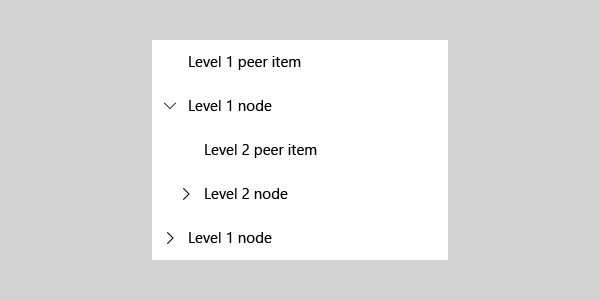 Level 1 peer item
Level 1 node
Level 2 peer item
Level 2 node
Level 1 node